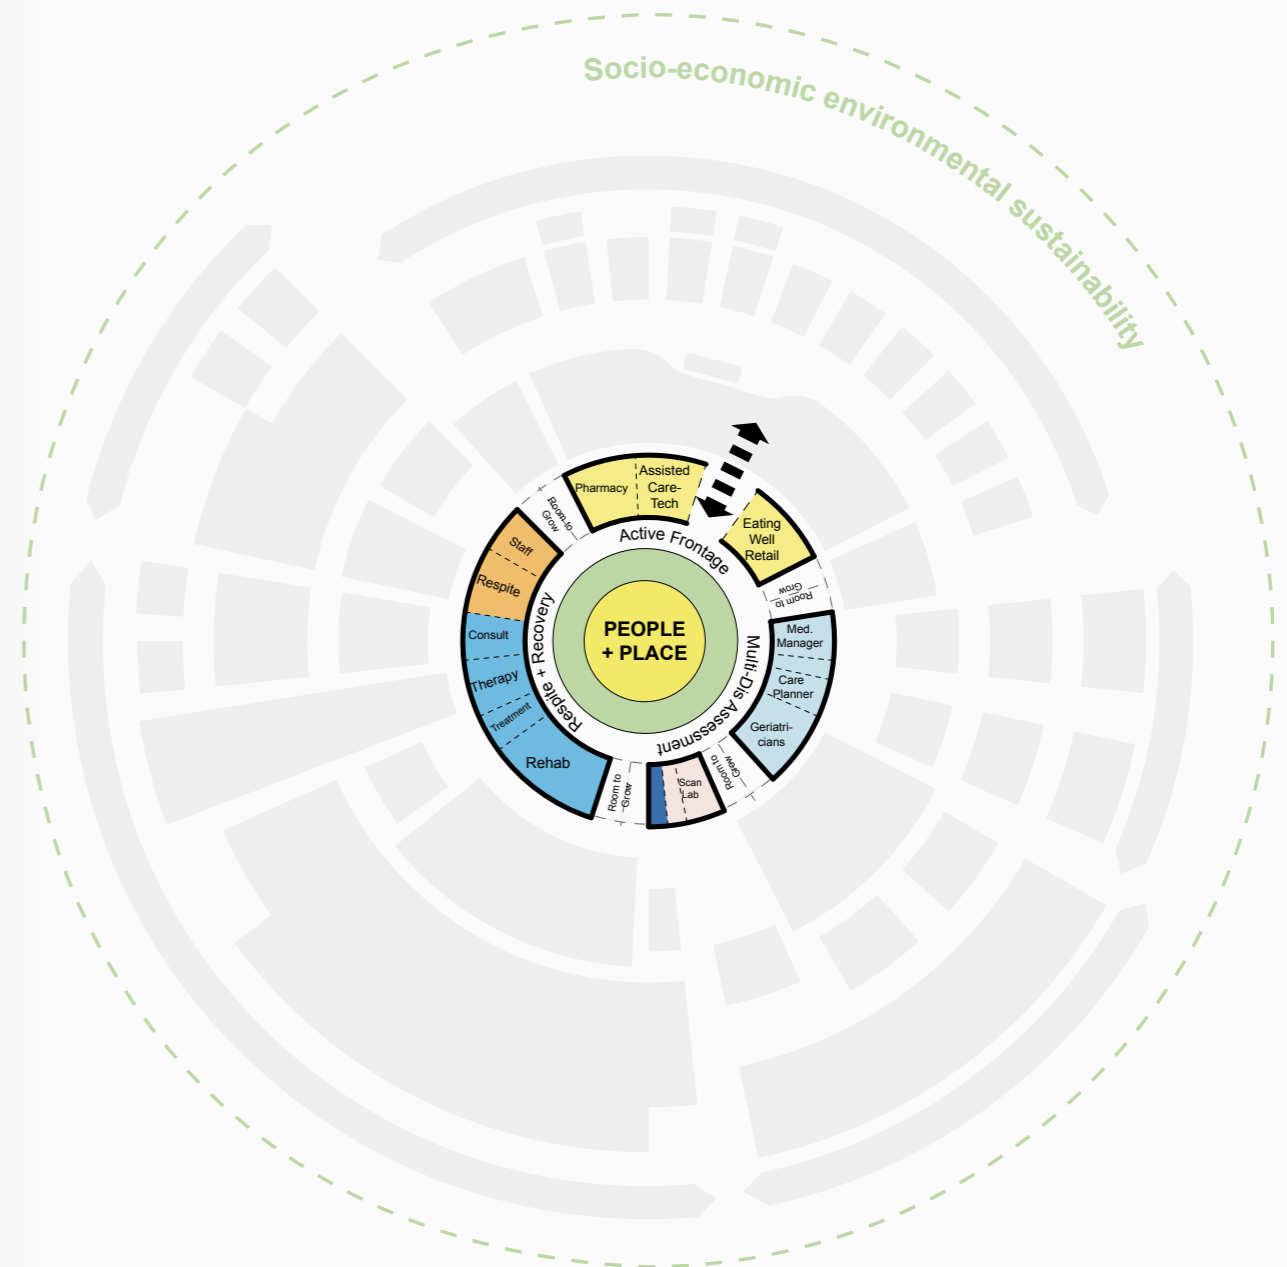 Socio-economic environmental sustainability
Pharmacy
Assisted
Care-
Tech
Eating
Well
Retail
Room to
Grow
Med.
Manager
Care
Planner
Geriatri-
cians
Room to
Grow
Scan
Lab
Room to
Grow
Rehab
Treatment
Therapy
Consult
Respite
Staff
Room-to
Grow
Active Frontage
Multi-Dis Assessment
Respite + Recovery
PEOPLE
+ PLACE